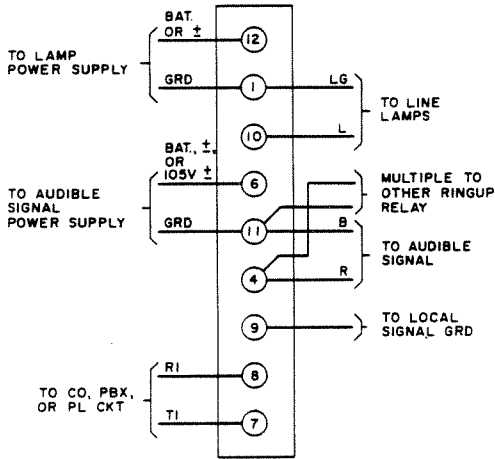 BAT.
OR ±
12
TO LAMP
POWER SUPPLY
GRD
1
LG
TO LINE
LAMPS
10
L
BAT., ±,
OR
105V ±
6
MULTIPLE TO
OTHER RINGUP
RELAY
TO AUDIBLE
SIGNAL
POWER SUPPLY
GRD
11
B
TO AUDIBLE
SIGNAL
4
R
9
TO LOCAL
SIGNAL GRD
R1
8
TO CO, PBX,
OR PL CKT
T1
7